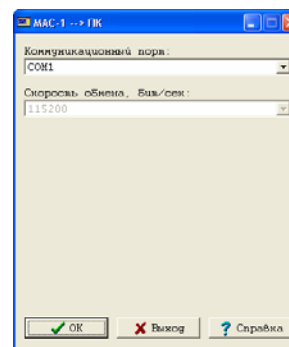 МАС-1 --> ПК
Коммуникационный порт:
COM1
Скорость обмена, бит/сек:
115200
OK
Выход
? Справка